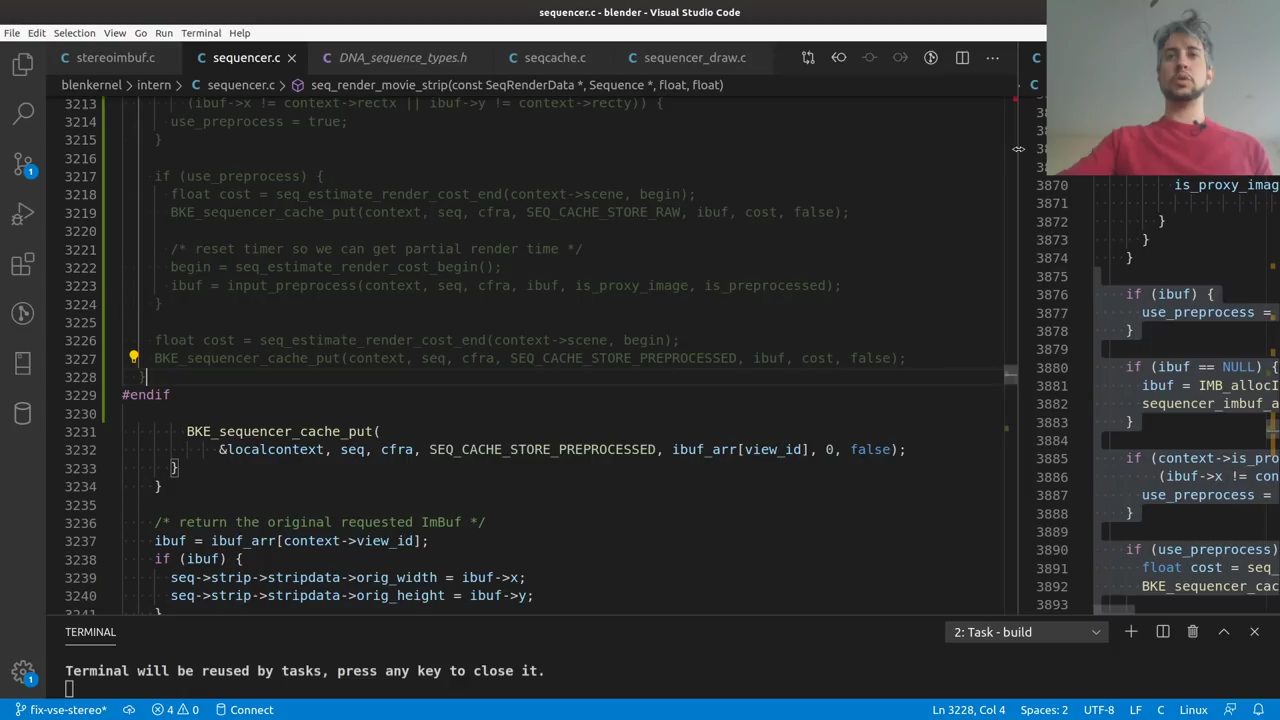 sequencer.c - blender - Visual Studio Code
File Edit Selection View Go Run Terminal Help
stereoimbuf.c sequencer.c DNA_sequence_types.h seqcache.c sequencer_draw.c
blenkernel > intern > sequencer.c > seq_render_movie_strip(const SeqRenderData *, Sequence *, float, float)
3213 (ibuf->x != context->rectx || ibuf->y != context->recty)) {
3214 use_preprocess = true;
3215 }
3216
3217 if (use_preprocess) {
3218 float cost = seq_estimate_render_cost_end(context->scene, begin);
3219 BKE_sequencer_cache_put(context, seq, cfra, SEQ_CACHE_STORE_RAW, ibuf, cost, false);
3220
3221 /* reset timer so we can get partial render time */
3222 begin = seq_estimate_render_cost_begin();
3223 ibuf = input_preprocess(context, seq, cfra, ibuf, is_proxy_image, is_preprocessed);
3224 }
3225
3226 float cost = seq_estimate_render_cost_end(context->scene, begin);
3227 BKE_sequencer_cache_put(context, seq, cfra, SEQ_CACHE_STORE_PREPROCESSED, ibuf, cost, false);
3228 }
3229 #endif
3230
3231 BKE_sequencer_cache_put(
3232 &localcontext, seq, cfra, SEQ_CACHE_STORE_PREPROCESSED, ibuf_arr[view_id], 0, false);
3233 }
3234 }
3235
3236 /* return the original requested ImBuf */
3237 ibuf = ibuf_arr[context->view_id];
3238 if (ibuf) {
3239 seq->strip->stripdata->orig_width = ibuf->x;
3240 seq->strip->stripdata->orig_height = ibuf->y;
3241 }
3870 is_proxy_imag
3871
3872 }
3873 }
3874 }
3875
3876 if (ibuf) {
3877 use_preprocess =
3878 }
3879
3880 if (ibuf == NULL) {
3881 ibuf = IMB_allocI
3882 sequencer_imbuf_a
3883 }
3884
3885 if (context->is_pro
3886 (ibuf->x != con
3887 use_preprocess =
3888 }
3889
3890 if (use_preprocess)
3891 float cost = seq_
3892 BKE_sequencer_cac
3893
TERMINAL
2: Task - build
Terminal will be reused by tasks, press any key to close it.
1
1
fix-vse-stereo* 4 0 Connect Ln 3228, Col 4 Spaces: 2 UTF-8 LF C Linux